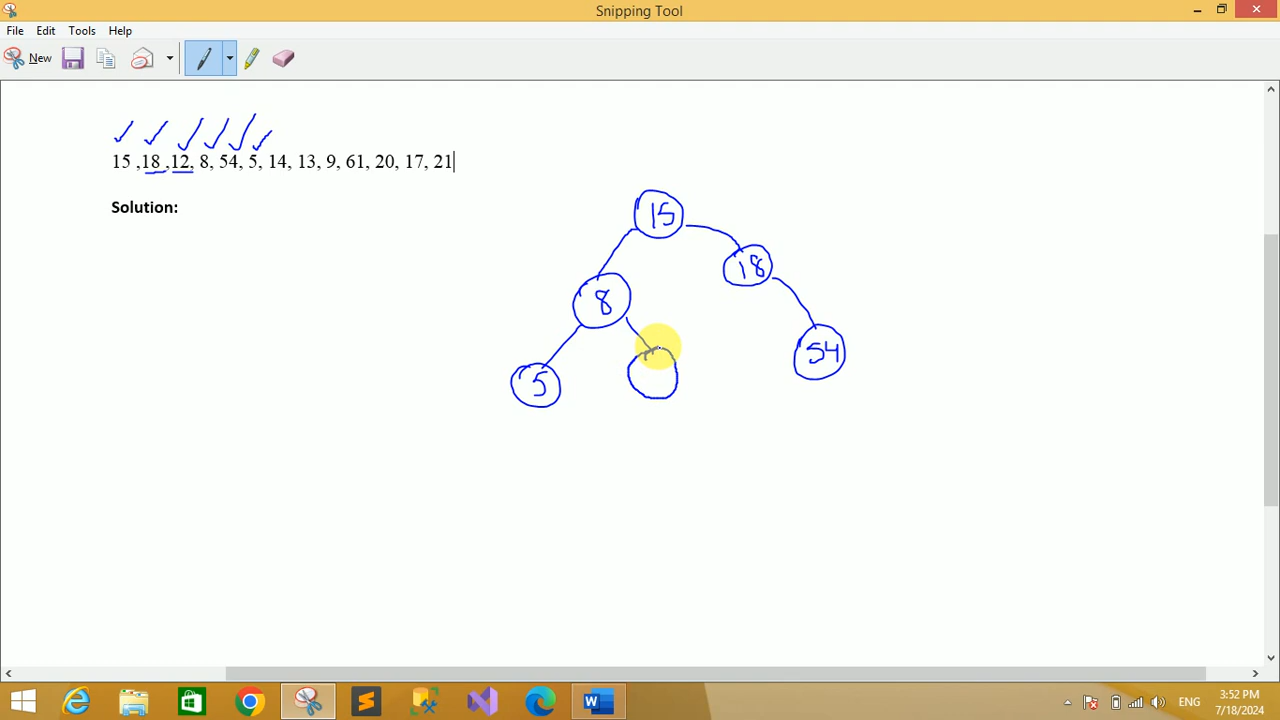 Snipping Tool
File Edit Tools Help
New
15 ,18 ,12, 8, 54, 5, 14, 13, 9, 61, 20, 17, 21
Solution:
15
18
8
54
5
W
ENG
3:52 PM
7/18/2024